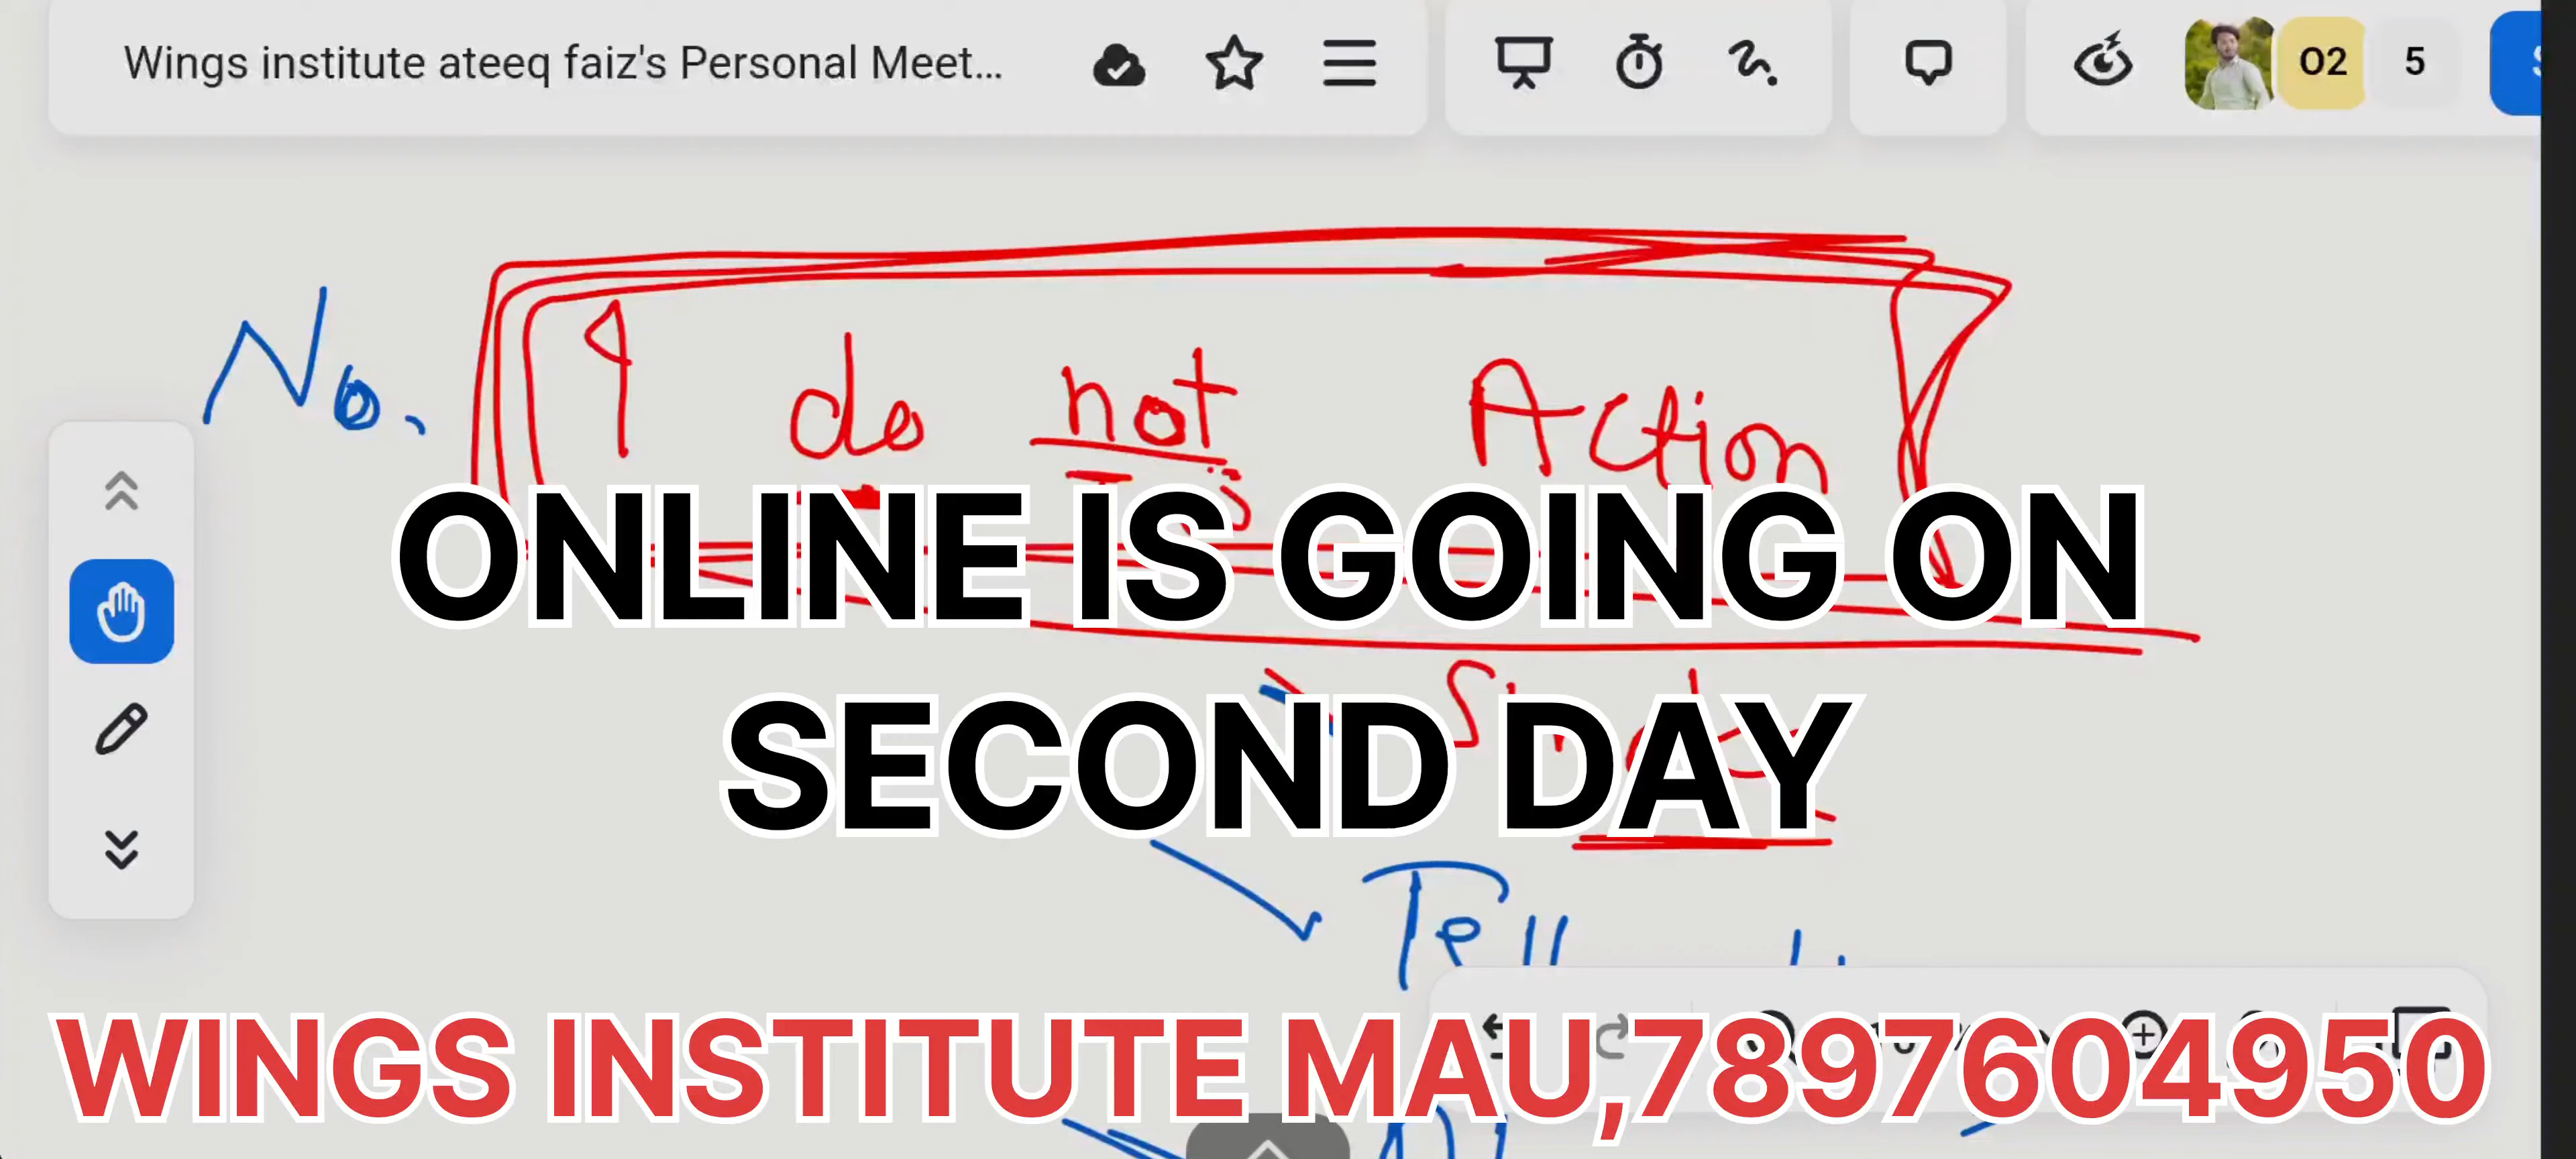 Wings institute ateeq faiz's Personal Meet...
O2
5
No.
I do not Action
ONLINE IS GOING ON
SECOND DAY
Tell
WINGS INSTITUTE MAU,7897604950